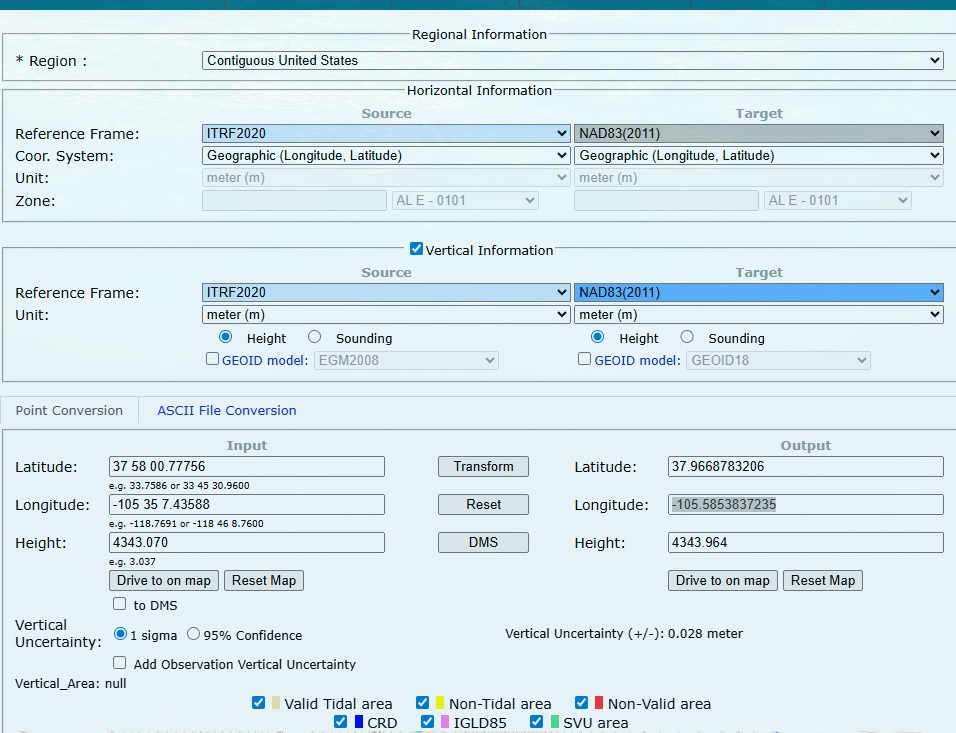 Regional Information
* Region : Contiguous United States
Horizontal Information
Source Target
Reference Frame: ITRF2020 NAD83(2011)
Coor. System: Geographic (Longitude, Latitude) Geographic (Longitude, Latitude)
Unit: meter (m) meter (m)
Zone: AL E - 0101 AL E - 0101
Vertical Information
Source Target
Reference Frame: ITRF2020 NAD83(2011)
Unit: meter (m) meter (m)
Height Sounding Height Sounding
GEOID model: EGM2008 GEOID model: GEOID18
Point Conversion ASCII File Conversion
Input Output
Latitude: 37 58 00.77756 Transform Latitude: 37.9668783206
e.g. 33.7586 or 33 45 30.9600
Longitude: -105 35 7.43588 Reset Longitude: -105.5853837235
e.g. -118.7691 or -118 46 8.7600
Height: 4343.070 DMS Height: 4343.964
e.g. 3.037
Drive to on map Reset Map Drive to on map Reset Map
to DMS
Vertical
Uncertainty: 1 sigma 95% Confidence Vertical Uncertainty (+/-): 0.028 meter
Add Observation Vertical Uncertainty
Vertical_Area: null
Valid Tidal area Non-Tidal area Non-Valid area
CRD IGLD85 SVU area